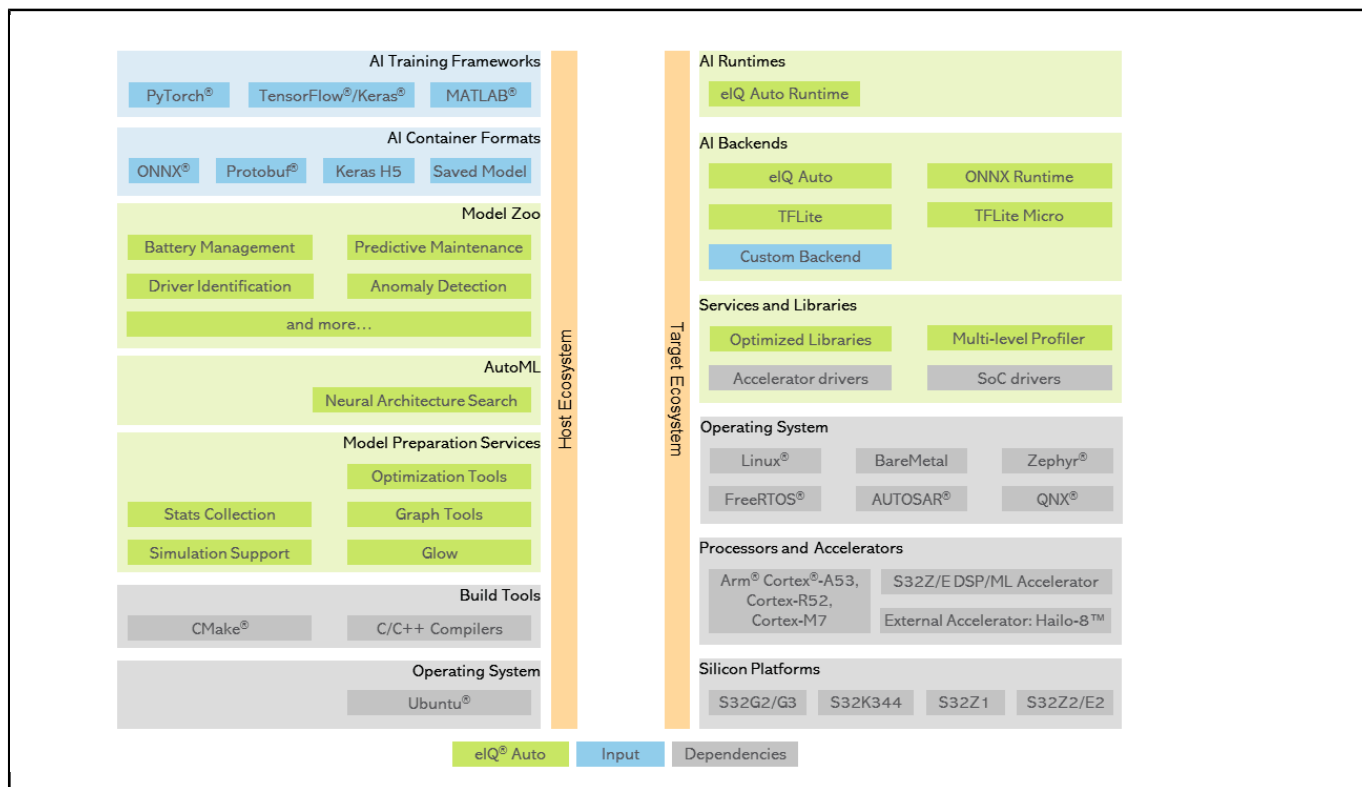 AI Training Frameworks
PyTorch® TensorFlow®/Keras® MATLAB®
AI Container Formats
ONNX® Protobuf® Keras H5 Saved Model
Model Zoo
Battery Management Predictive Maintenance
Driver Identification Anomaly Detection
and more...
AutoML
Neural Architecture Search
Model Preparation Services
Optimization Tools
Stats Collection Graph Tools
Simulation Support Glow
Build Tools
CMake® C/C++ Compilers
Operating System
Ubuntu®
Host Ecosystem
Target Ecosystem
AI Runtimes
eIQ Auto Runtime
AI Backends
eIQ Auto ONNX Runtime
TFLite TFLite Micro
Custom Backend
Services and Libraries
Optimized Libraries Multi-level Profiler
Accelerator drivers SoC drivers
Operating System
Linux® BareMetal Zephyr®
FreeRTOS® AUTOSAR® QNX®
Processors and Accelerators
Arm® Cortex®-A53,
Cortex-R52,
Cortex-M7
S32Z/E DSP/ML Accelerator
External Accelerator: Hailo-8™
Silicon Platforms
S32G2/G3 S32K344 S32Z1 S32Z2/E2
eIQ® Auto Input Dependencies